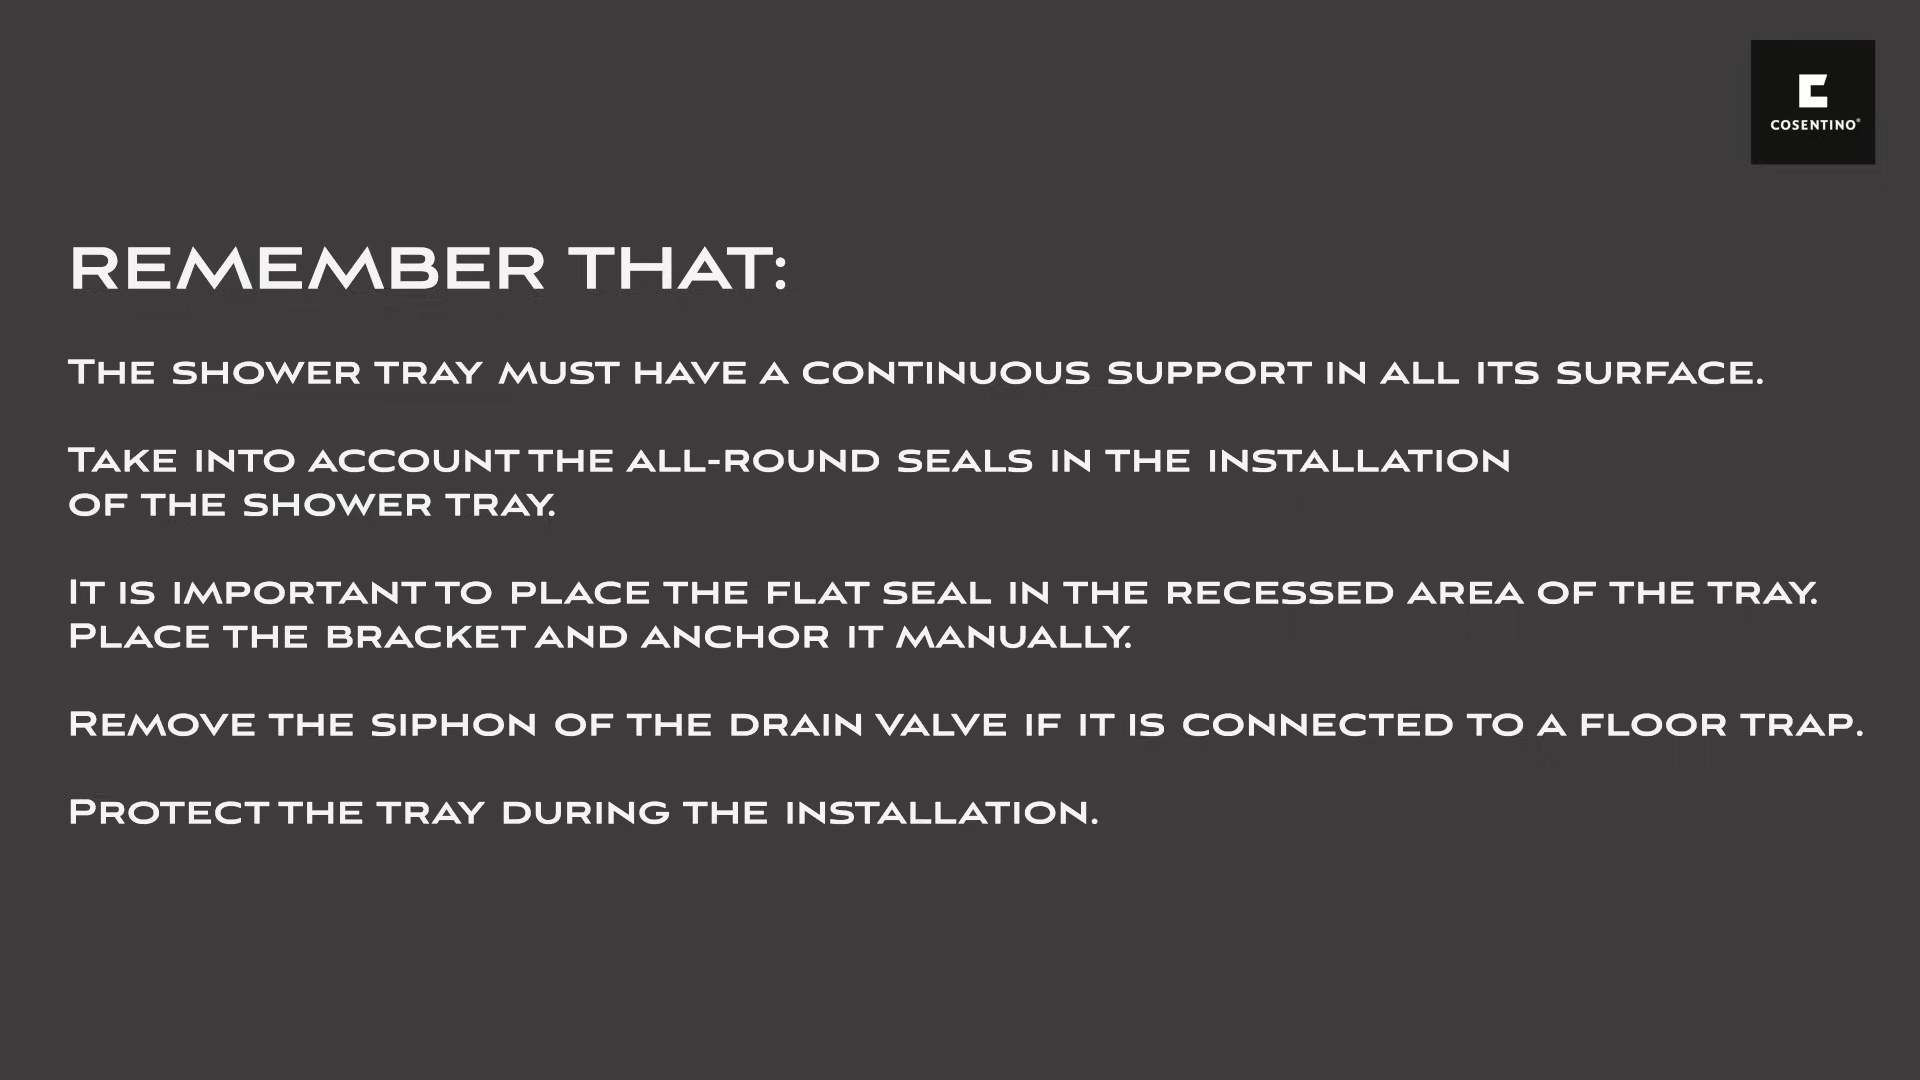 COSENTINO®
REMEMBER THAT:
THE SHOWER TRAY MUST HAVE A CONTINUOUS SUPPORT IN ALL ITS SURFACE.
TAKE INTO ACCOUNT THE ALL-ROUND SEALS IN THE INSTALLATION
OF THE SHOWER TRAY.
IT IS IMPORTANT TO PLACE THE FLAT SEAL IN THE RECESSED AREA OF THE TRAY.
PLACE THE BRACKET AND ANCHOR IT MANUALLY.
REMOVE THE SIPHON OF THE DRAIN VALVE IF IT IS CONNECTED TO A FLOOR TRAP.
PROTECT THE TRAY DURING THE INSTALLATION.